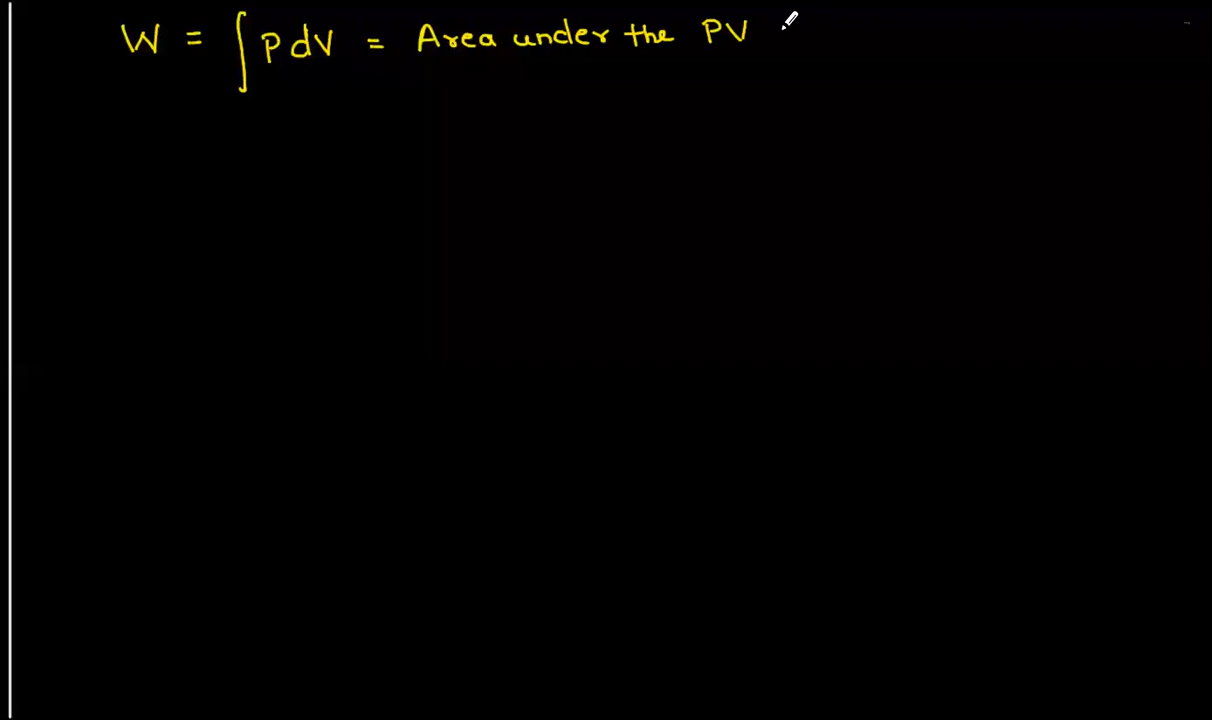 W = ∫ P dV = Area under the PV